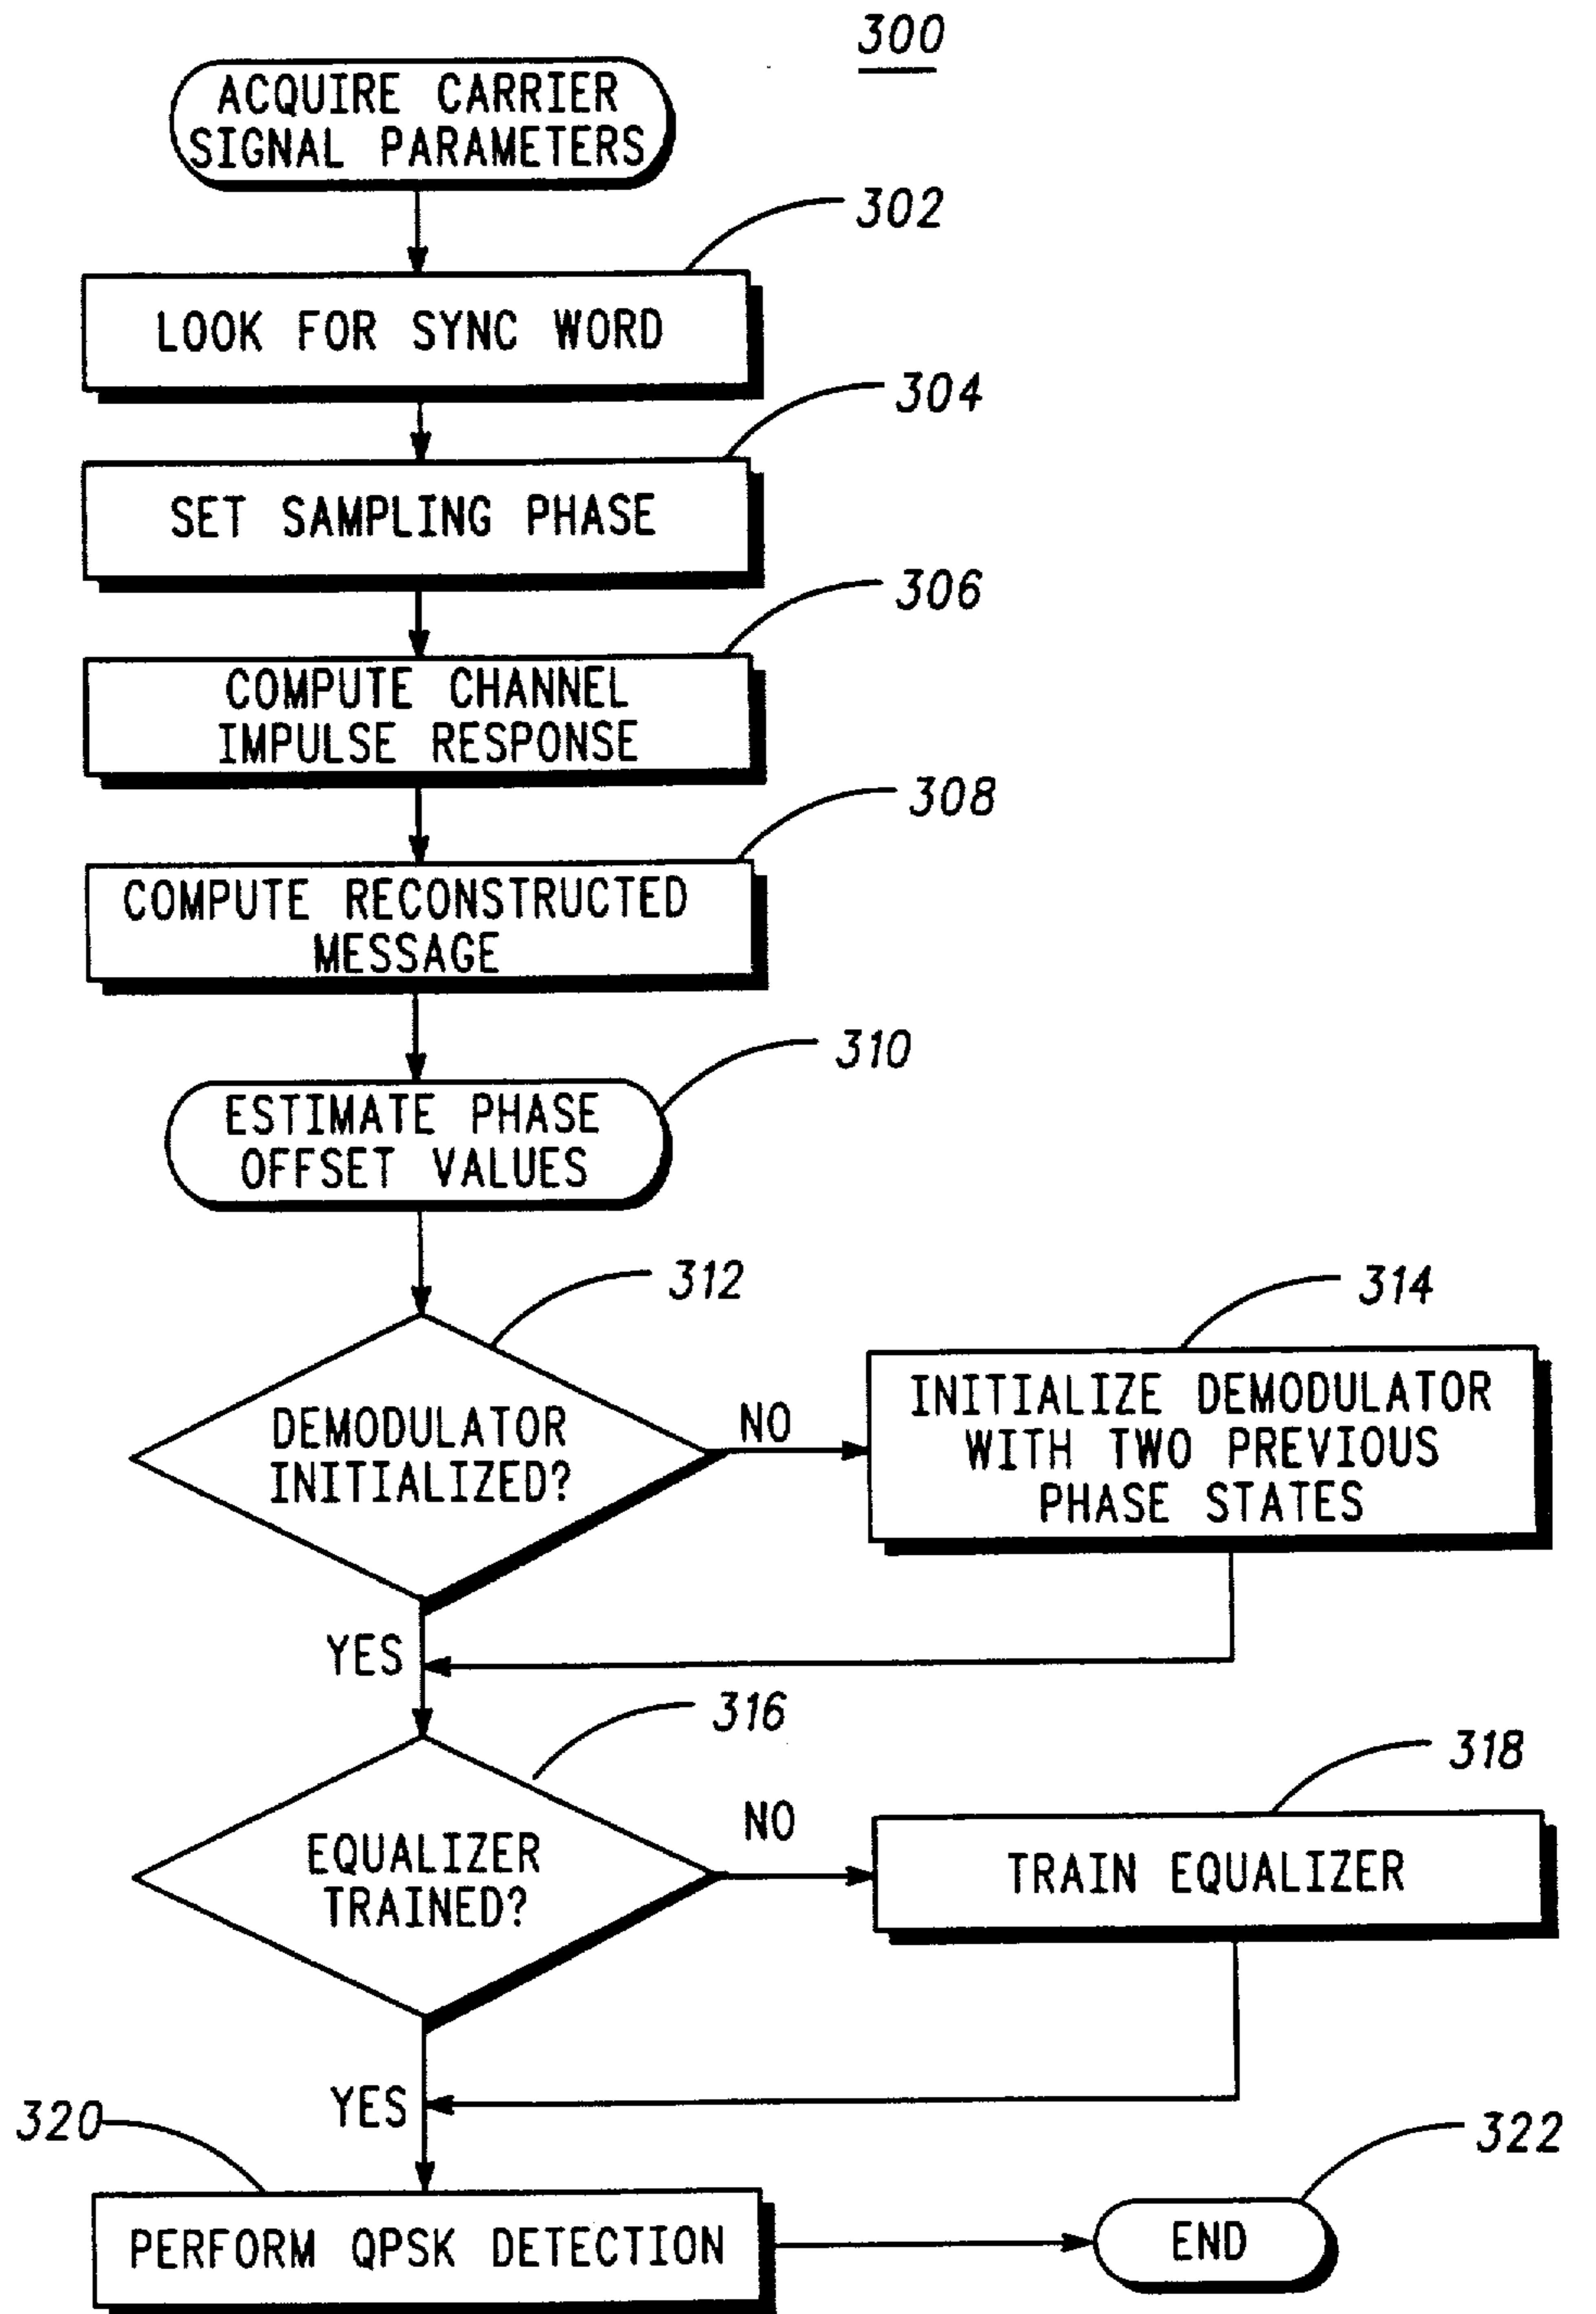 300
ACQUIRE CARRIER
SIGNAL PARAMETERS
302
LOOK FOR SYNC WORD
304
SET SAMPLING PHASE
306
COMPUTE CHANNEL
IMPULSE RESPONSE
308
COMPUTE RECONSTRUCTED
MESSAGE
310
ESTIMATE PHASE
OFFSET VALUES
312
DEMODULATOR
INITIALIZED?
NO
314
INITIALIZE DEMODULATOR
WITH TWO PREVIOUS
PHASE STATES
YES
316
EQUALIZER
TRAINED?
NO
318
TRAIN EQUALIZER
YES
320
PERFORM QPSK DETECTION
322
END